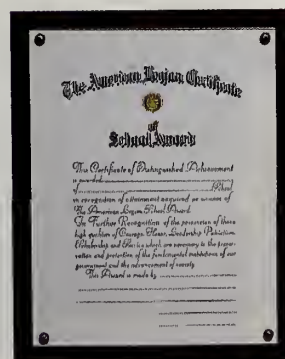 The American Legion Certificate
of
School Award
This Certificate of Distinguished Achievement
is awarded
of School
in recognition of attainment acquired as winner of
The American Legion School Award.
In Further Recognition of the possession of those
high qualities of Courage, Honor, Leadership, Patriotism,
Scholarship and Service which are necessary to the preser-
vation and protection of the fundamental institutions of our
government and the advancement of society,
This Award is made by